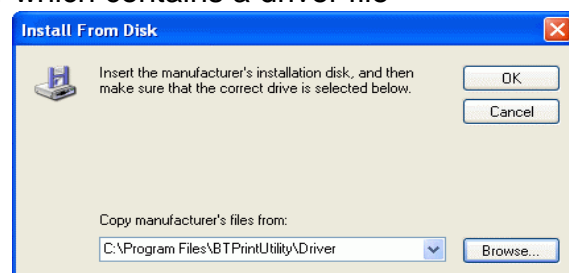 which contains a driver file
Install From Disk
Insert the manufacturer's installation disk, and then
make sure that the correct drive is selected below.
OK
Cancel
Copy manufacturer's files from:
C:\Program Files\BTPrintUtility\Driver
Browse...